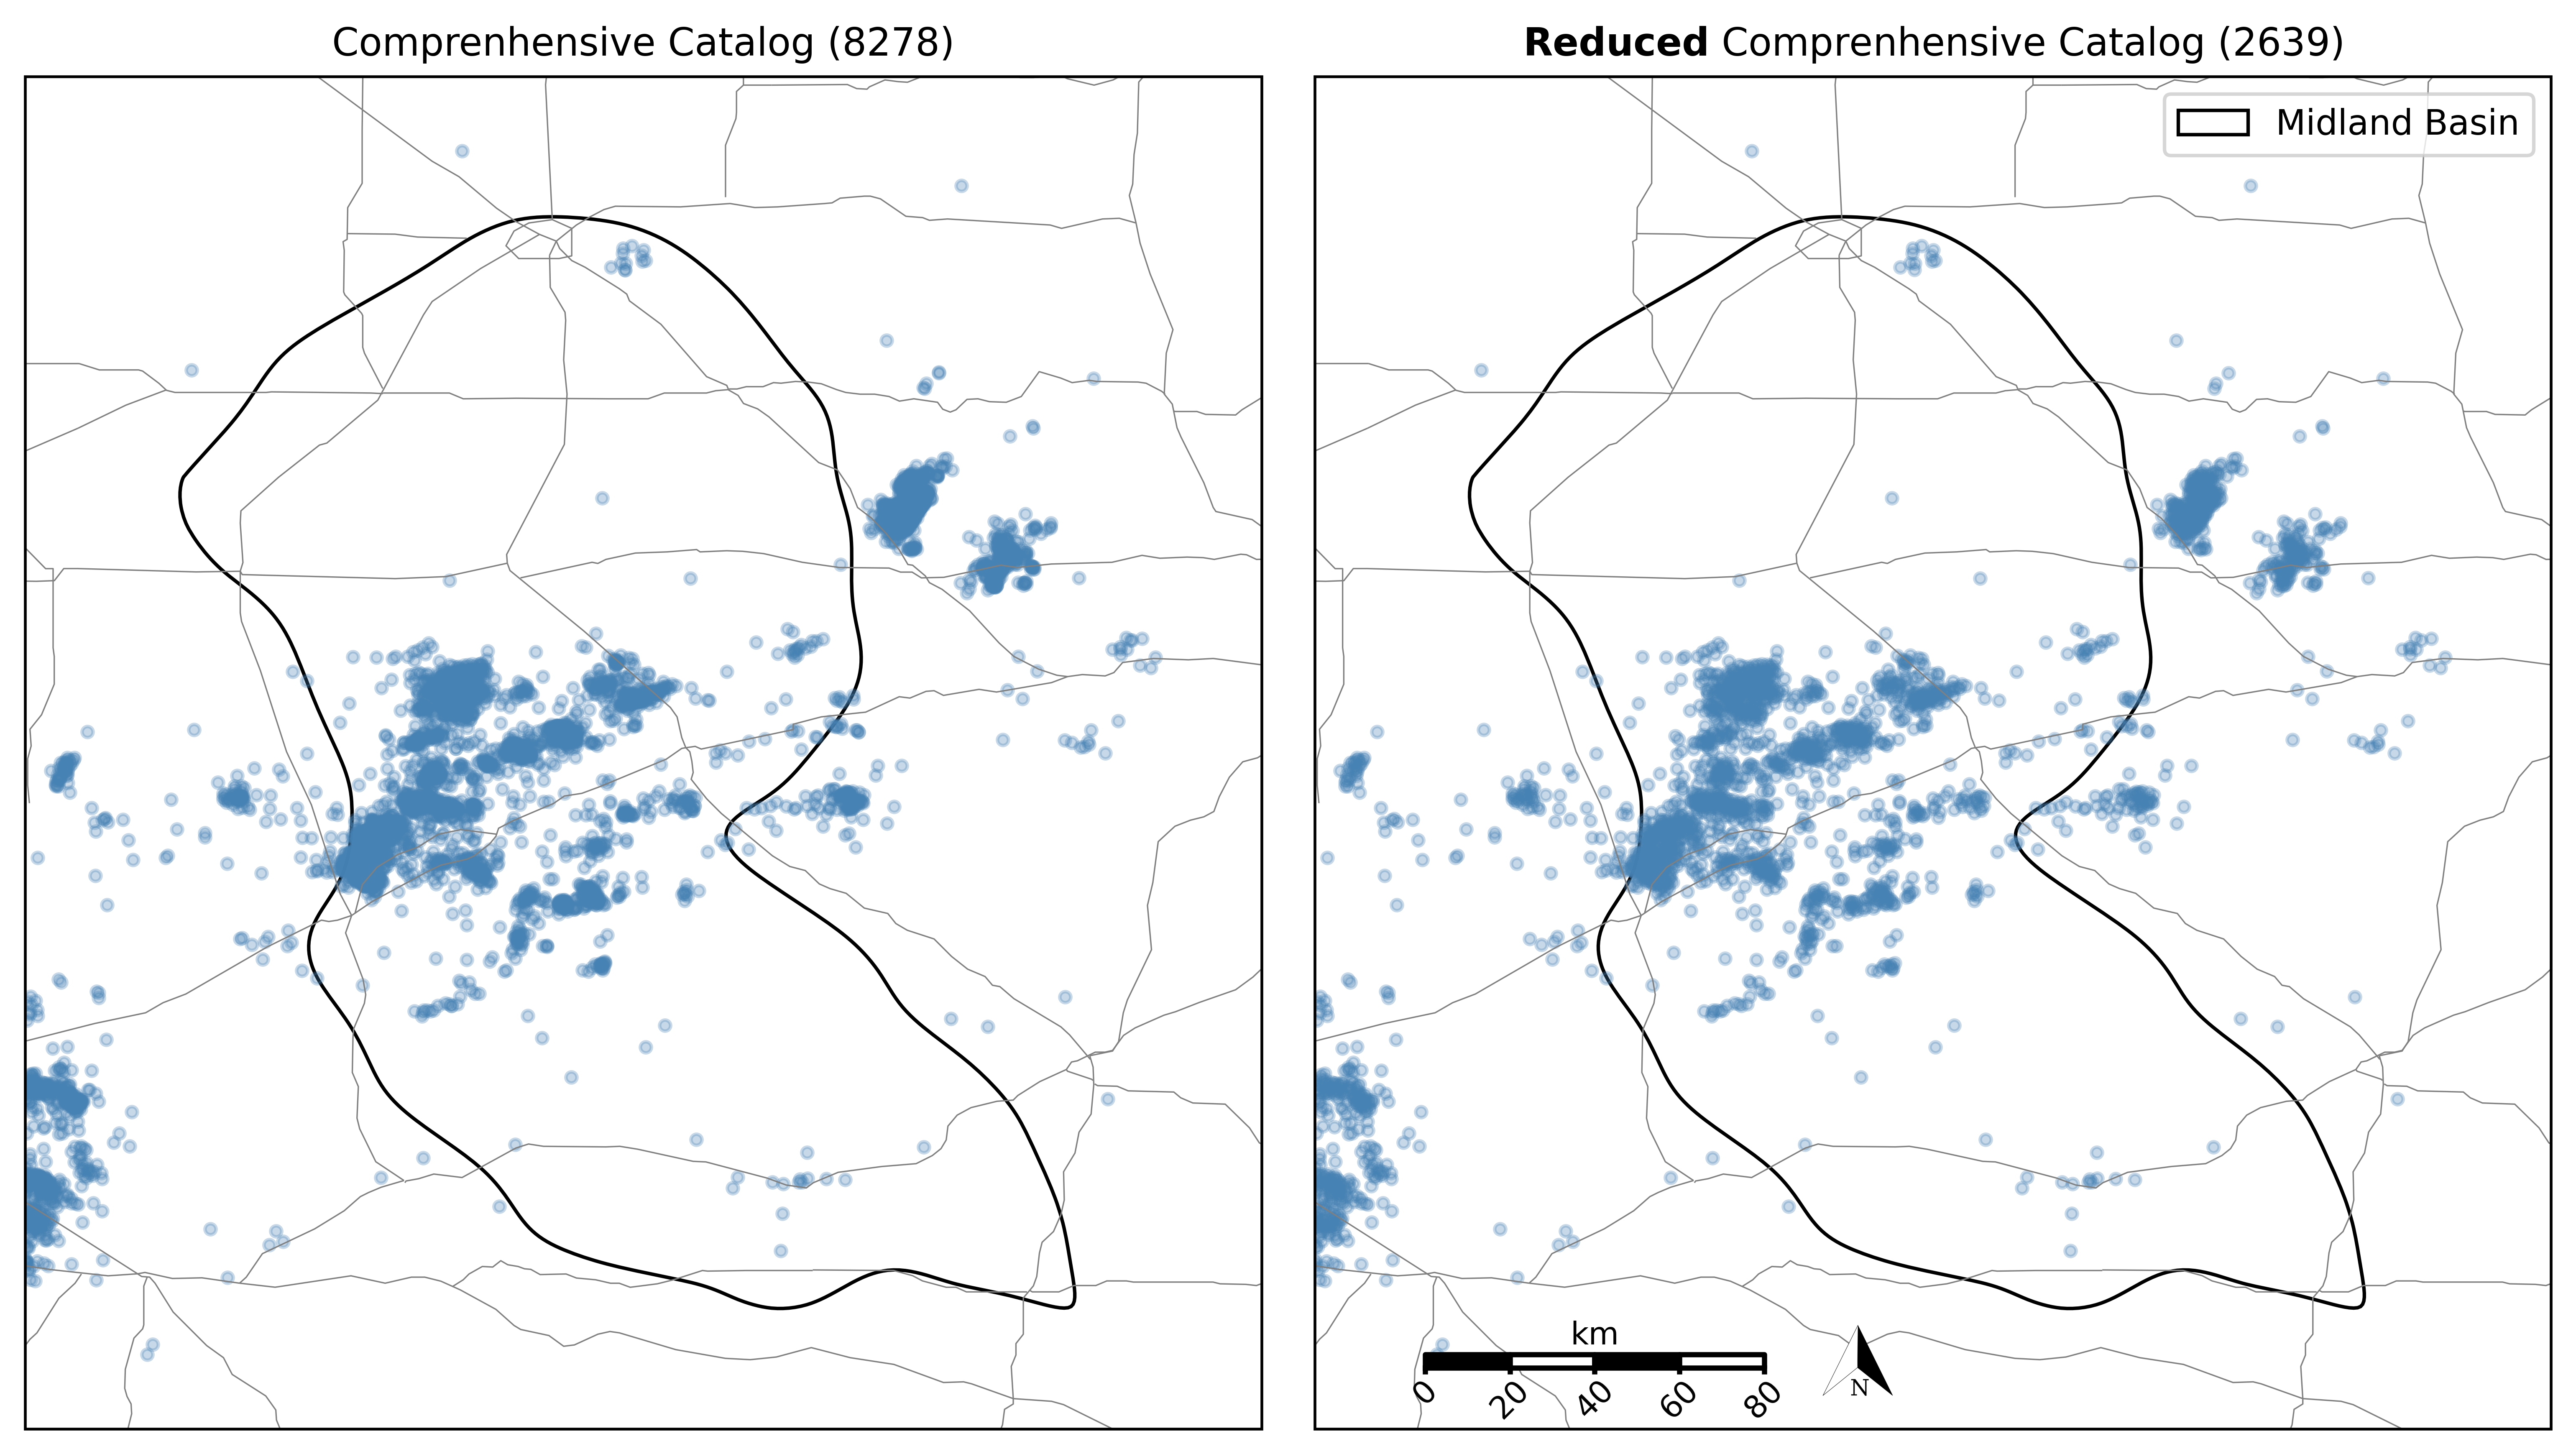 Comprenhensive Catalog (8278)
Reduced Comprenhensive Catalog (2639)
Midland Basin
km
0 20 40 60 80
N